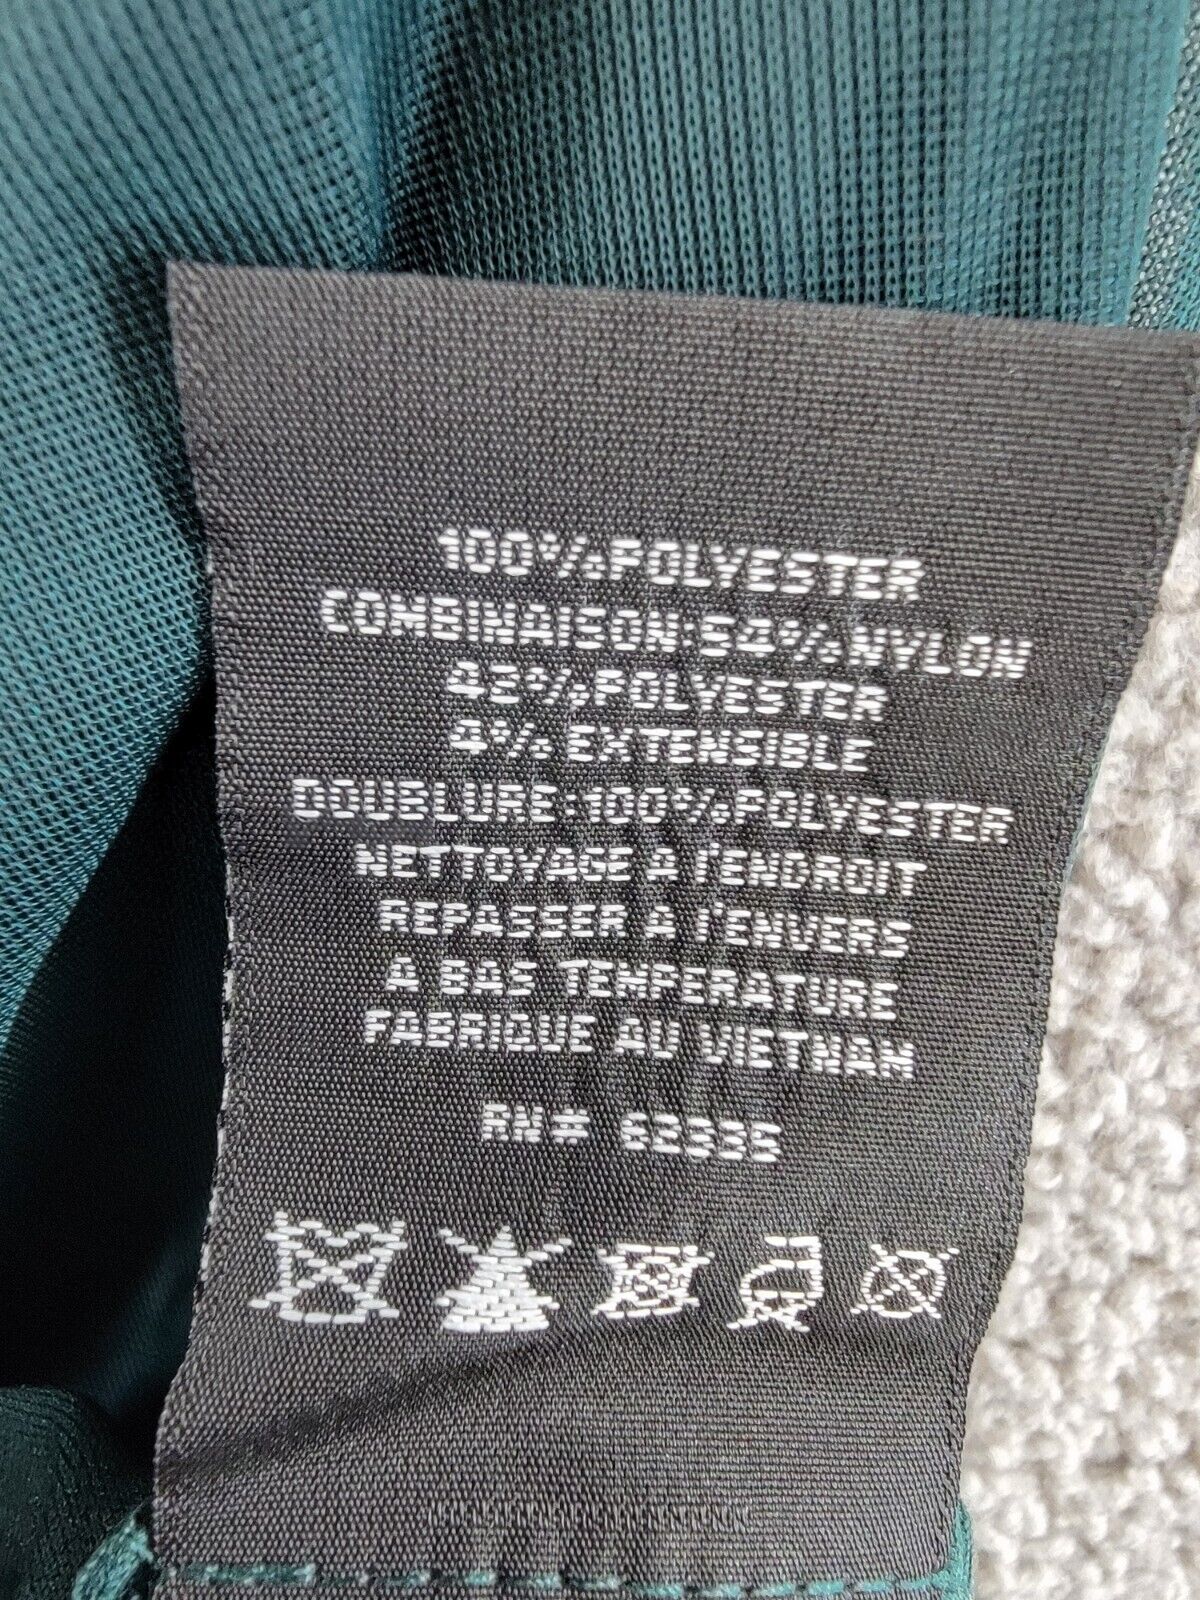 100%POLYESTER
COMBINAISON:54%NYLON
42%POLYESTER
4% EXTENSIBLE
DOUBLURE:100%POLYESTER
NETTOYAGE A l'ENDROIT
REPASSER A l'ENVERS
A BAS TEMPERATURE
FABRIQUE AU VIETNAM
RN# 62335